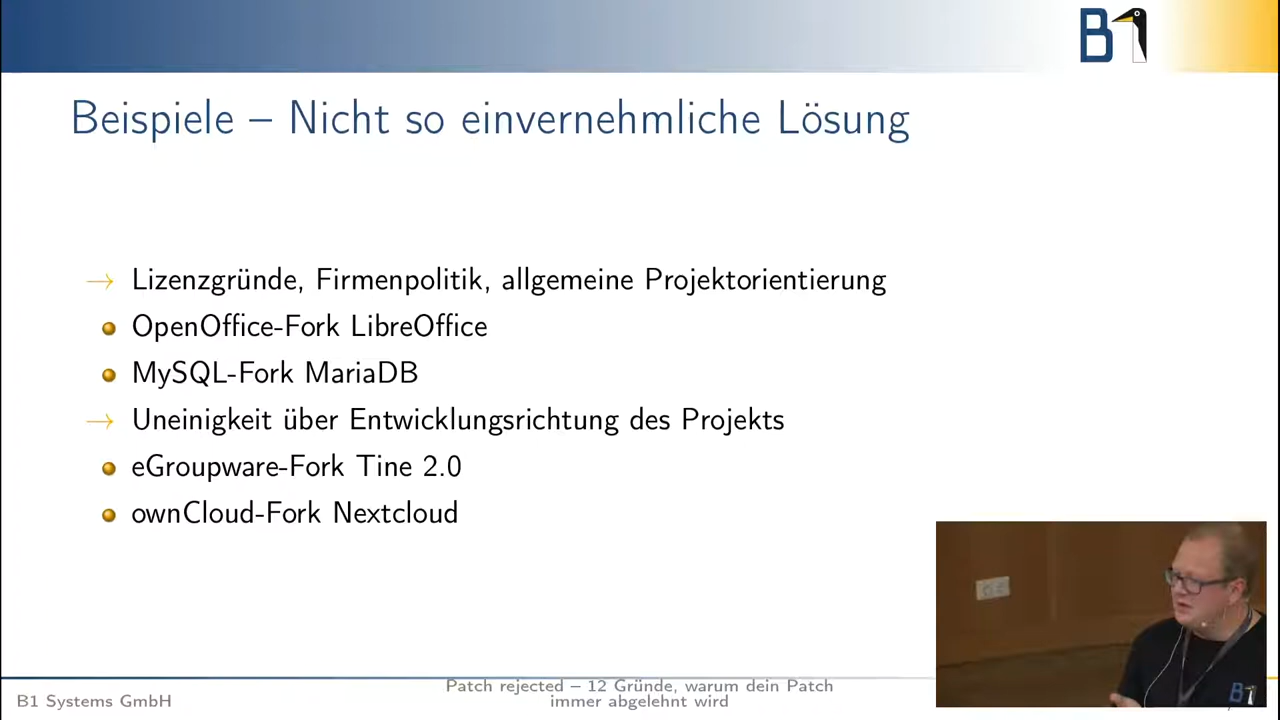 B1
Beispiele – Nicht so einvernehmliche Lösung
→ Lizenzgründe, Firmenpolitik, allgemeine Projektorientierung
OpenOffice-Fork LibreOffice
MySQL-Fork MariaDB
→ Uneinigkeit über Entwicklungsrichtung des Projekts
eGroupware-Fork Tine 2.0
ownCloud-Fork Nextcloud
B1
B1 Systems GmbH
Patch rejected – 12 Gründe, warum dein Patch
immer abgelehnt wird